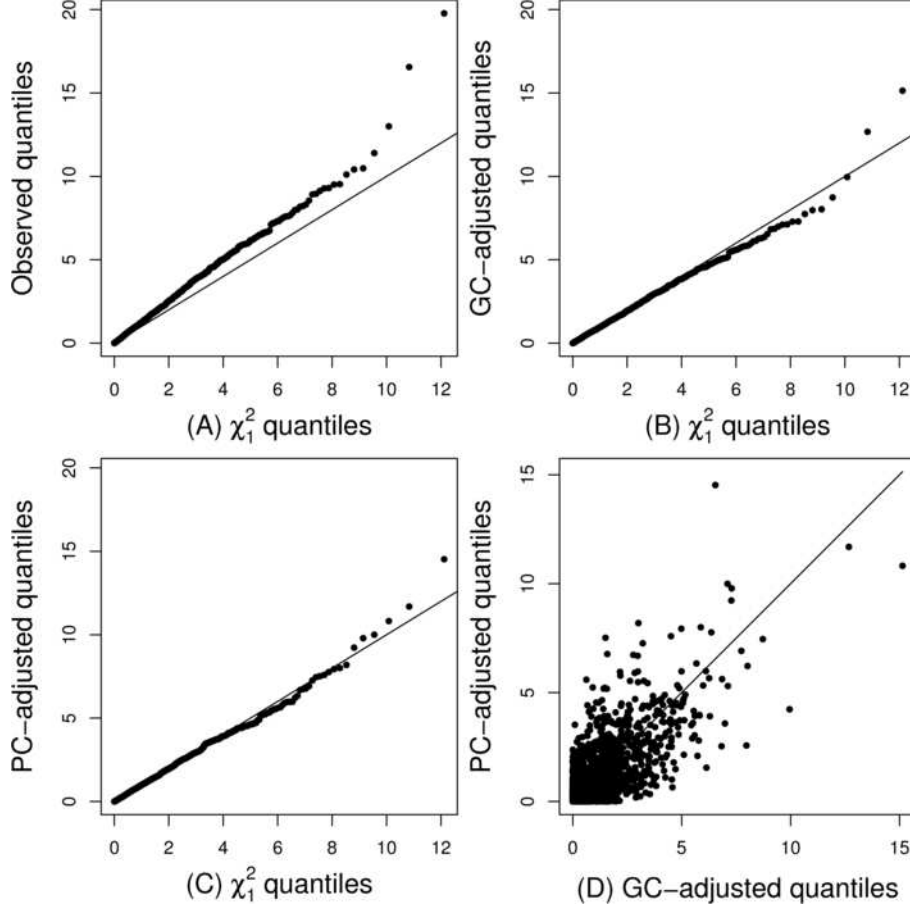 Observed quantiles
0 5 10 15 20
0 2 4 6 8 10 12
(A) χ₁² quantiles
GC−adjusted quantiles
0 5 10 15 20
0 2 4 6 8 10 12
(B) χ₁² quantiles
PC−adjusted quantiles
0 5 10 15 20
0 2 4 6 8 10 12
(C) χ₁² quantiles
PC−adjusted quantiles
0 5 10 15
0 5 10 15
(D) GC−adjusted quantiles